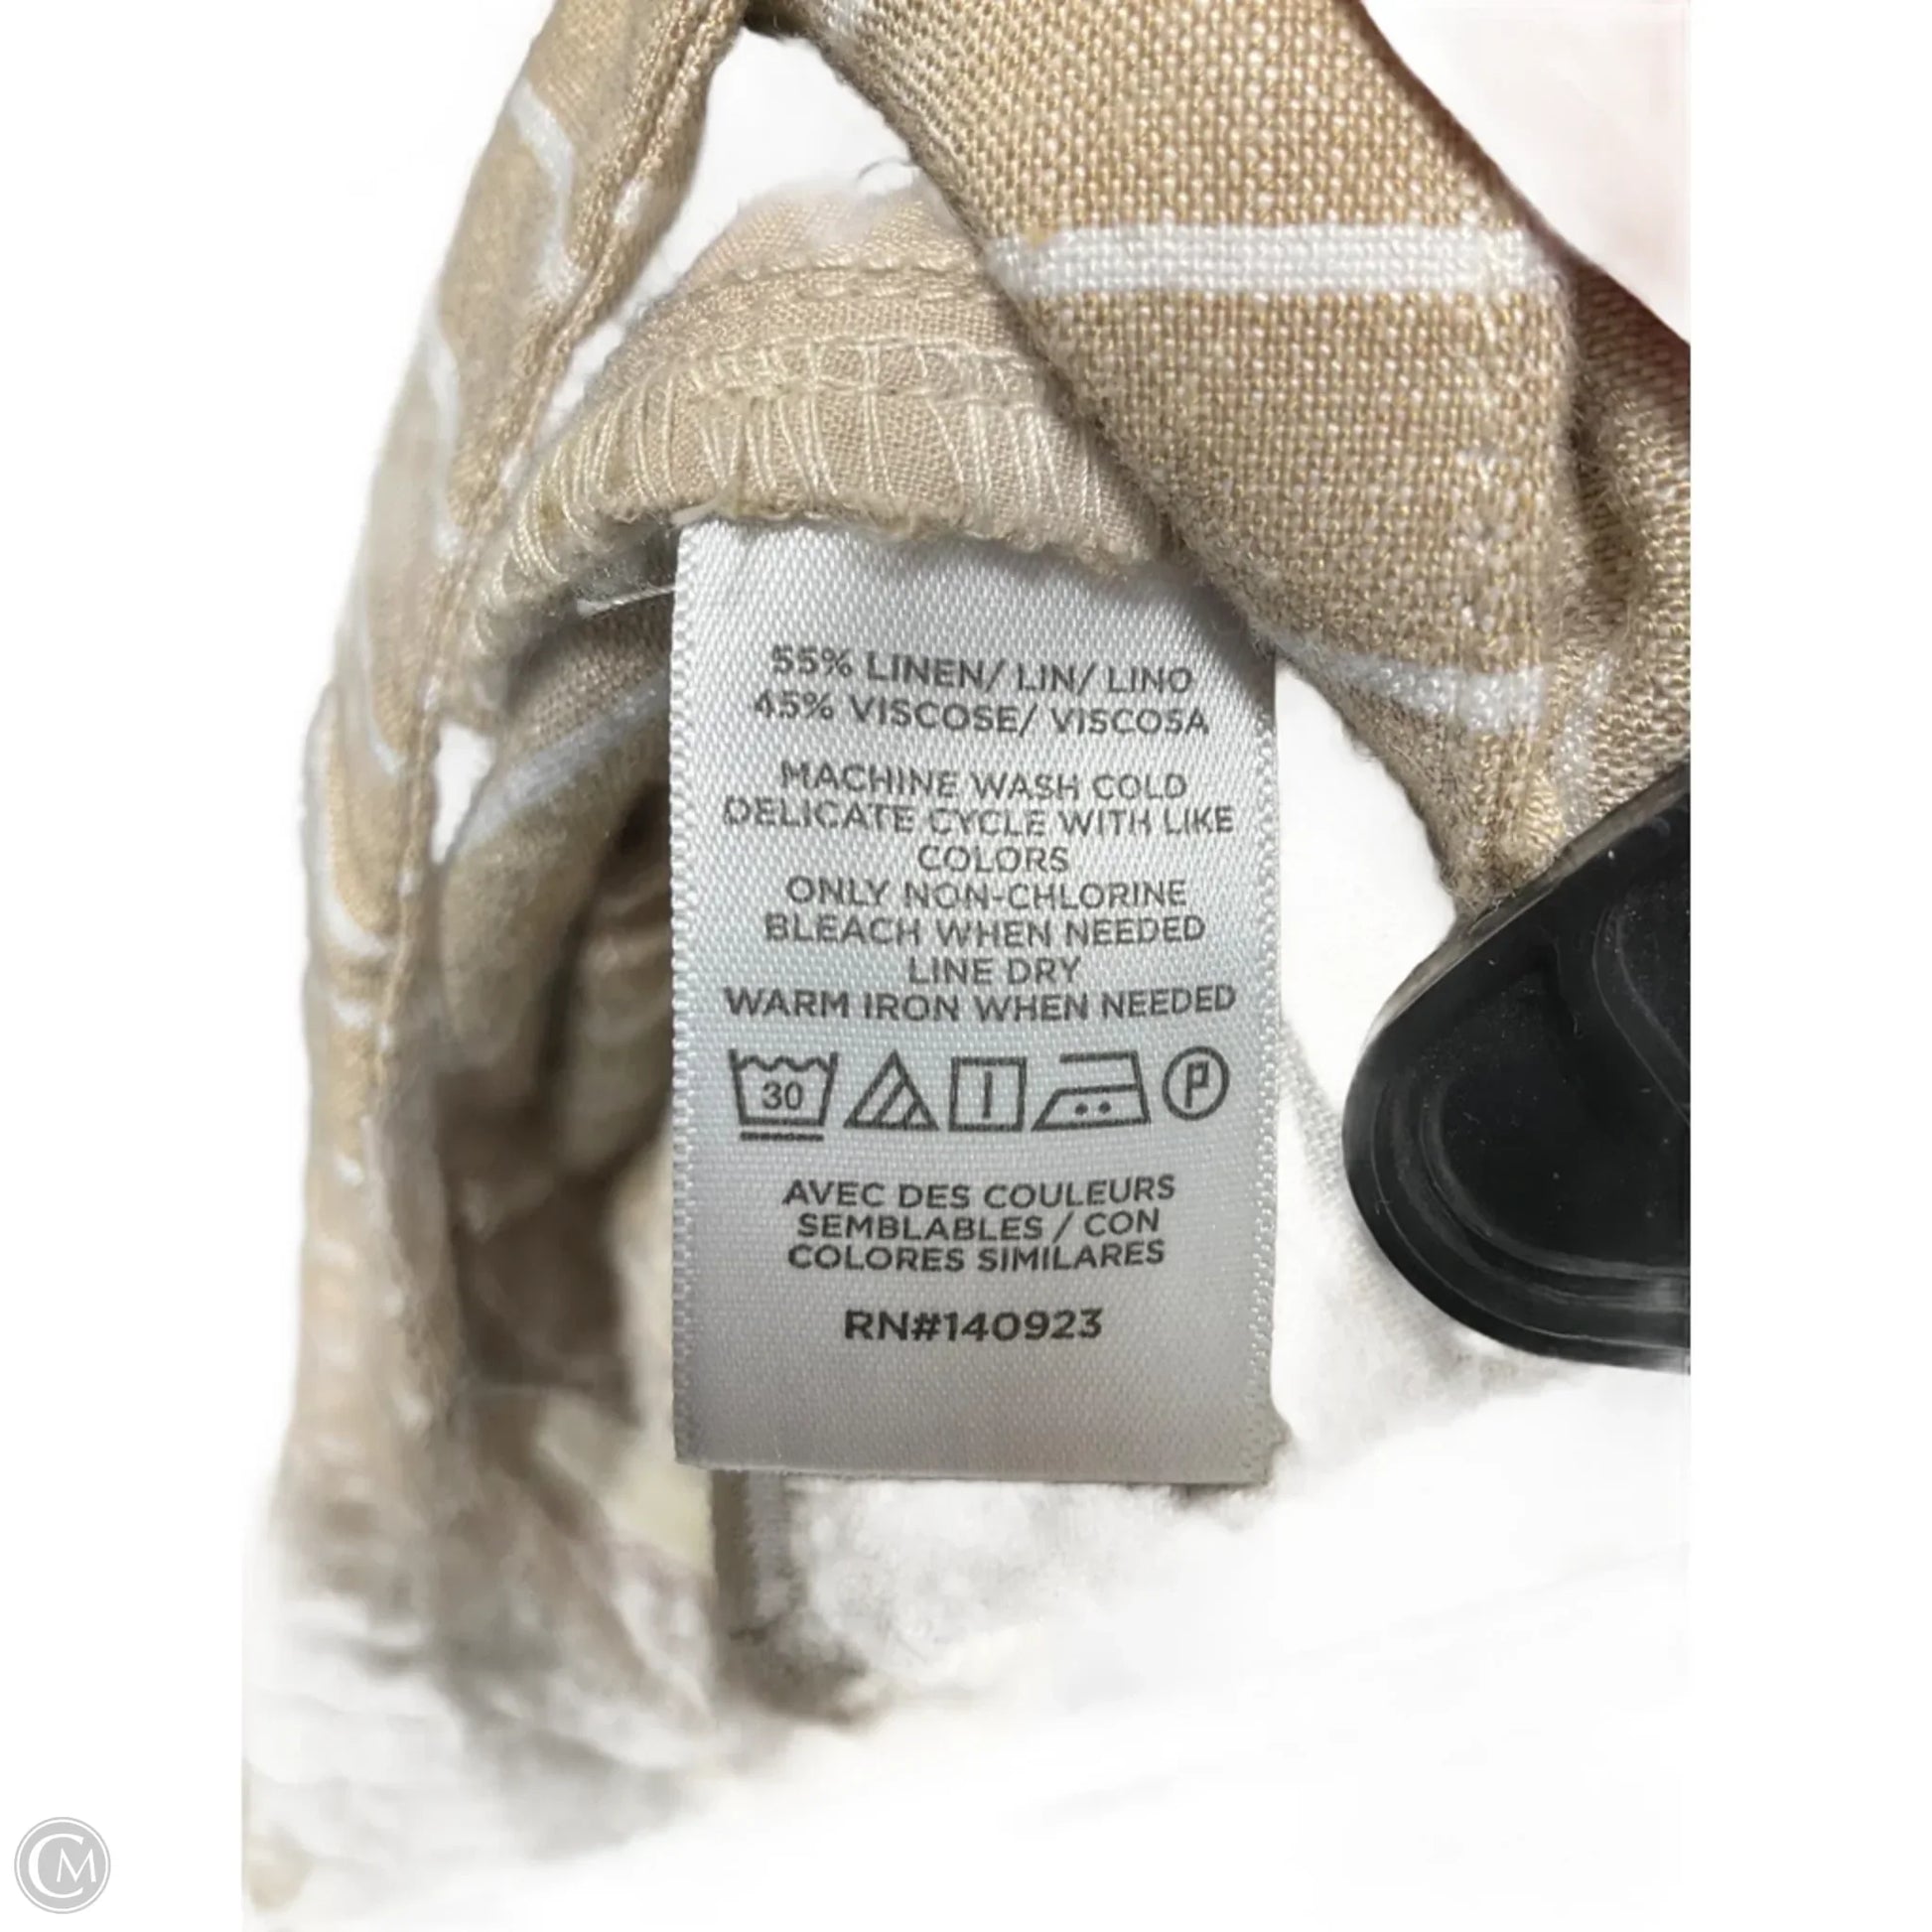 55% LINEN/ LIN/ LINO
45% VISCOSE/ VISCOSA
MACHINE WASH COLD
DELICATE CYCLE WITH LIKE
COLORS
ONLY NON-CHLORINE
BLEACH WHEN NEEDED
LINE DRY
WARM IRON WHEN NEEDED
30 P
AVEC DES COULEURS
SEMBLABLES / CON
COLORES SIMILARES
RN#140923
CM